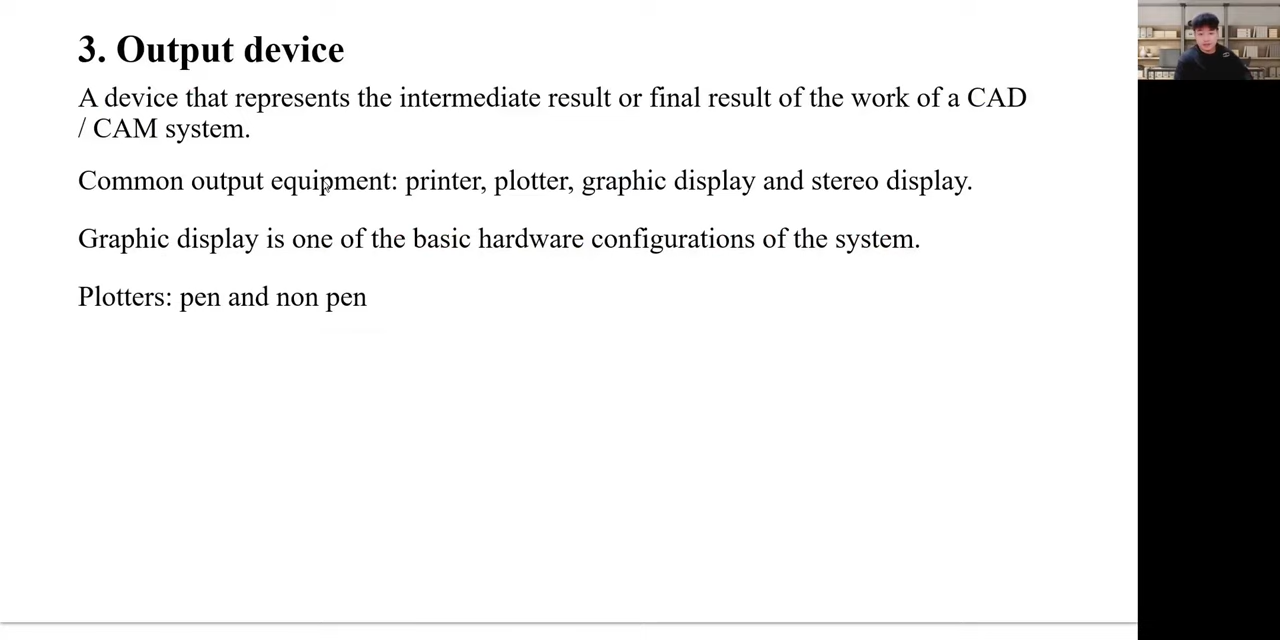 3. Output device
A device that represents the intermediate result or final result of the work of a CAD
/ CAM system.
Common output equipment: printer, plotter, graphic display and stereo display.
Graphic display is one of the basic hardware configurations of the system.
Plotters: pen and non pen